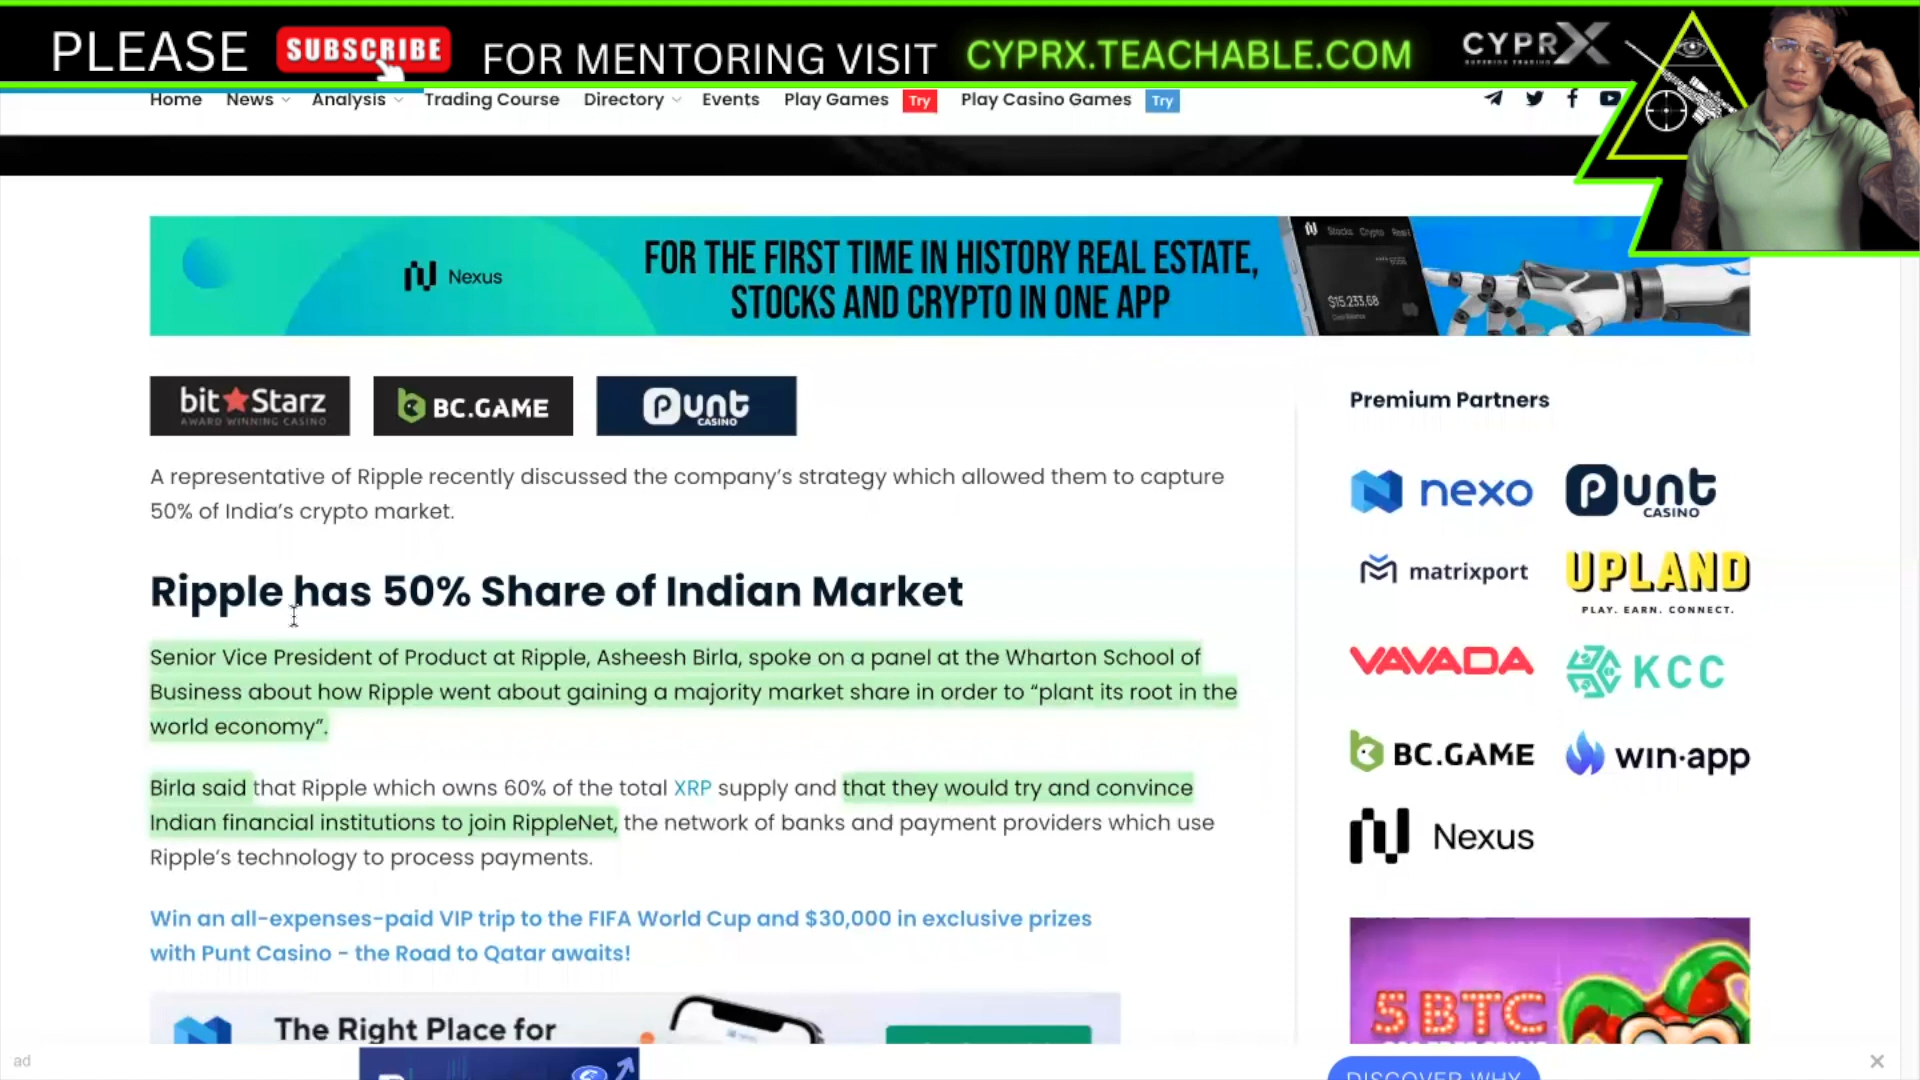 PLEASE SUBSCRIBE FOR MENTORING VISIT CYPRX.TEACHABLE.COM CYPRX
SUPERIOR TRADING
Home News Analysis Trading Course Directory Events Play Games Try Play Casino Games Try
Nexus
FOR THE FIRST TIME IN HISTORY REAL ESTATE,
STOCKS AND CRYPTO IN ONE APP
Stocks Crypto
$15,233.68
bitStarz
AWARD WINNING CASINO
BC.GAME
Punt
CASINO
A representative of Ripple recently discussed the company’s strategy which allowed them to capture
50% of India’s crypto market.
Ripple has 50% Share of Indian Market
Senior Vice President of Product at Ripple, Asheesh Birla, spoke on a panel at the Wharton School of
Business about how Ripple went about gaining a majority market share in order to “plant its root in the
world economy”.
Birla said that Ripple which owns 60% of the total XRP supply and that they would try and convince
Indian financial institutions to join RippleNet, the network of banks and payment providers which use
Ripple’s technology to process payments.
Win an all-expenses-paid VIP trip to the FIFA World Cup and $30,000 in exclusive prizes
with Punt Casino – the Road to Qatar awaits!
The Right Place for
Premium Partners
nexo
Punt
CASINO
matrixport
UPLAND
PLAY. EARN. CONNECT.
VAVADA
KCC
BC.GAME
win·app
Nexus
5 BTC
ad
DISCOVER WHY